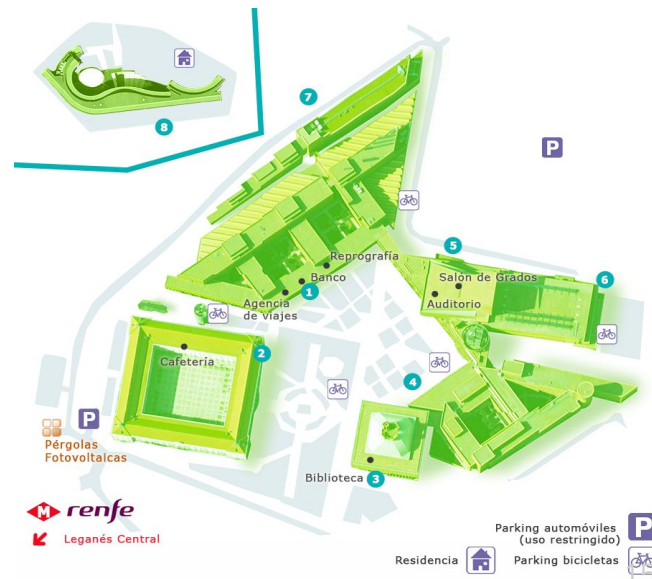 8
7
P
5
Reprografía
Banco
1
Salón de Grados
6
Agencia
de viajes
Auditorio
2
Cafetería
4
P
Pérgolas
Fotovoltaicas
Biblioteca 3
M renfe
Leganés Central
Parking automóviles
(uso restringido) P
Residencia
Parking bicicletas